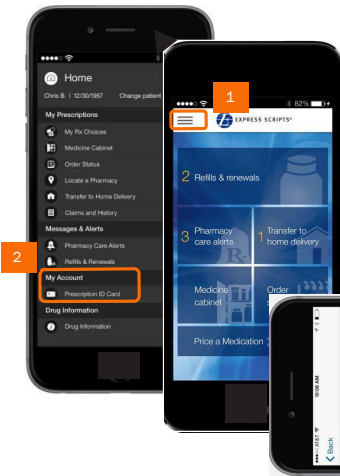 Home
Chris B. | 12/30/1957 Change patient
My Prescriptions
My Rx Choices
Medicine Cabinet
Order Status
Locate a Pharmacy
Transfer to Home Delivery
Claims and History
Messages & Alerts
Pharmacy Care Alerts
Refills & Renewals
2
My Account
Prescription ID Card
Drug Information
Drug Information
1
82%
EXPRESS SCRIPTS®
2 Refills & renewals
3 Pharmacy care alerts
1 Transfer to home delivery
Medicine cabinet
Order
Price a Medication
AT&T
10:06 AM
Back